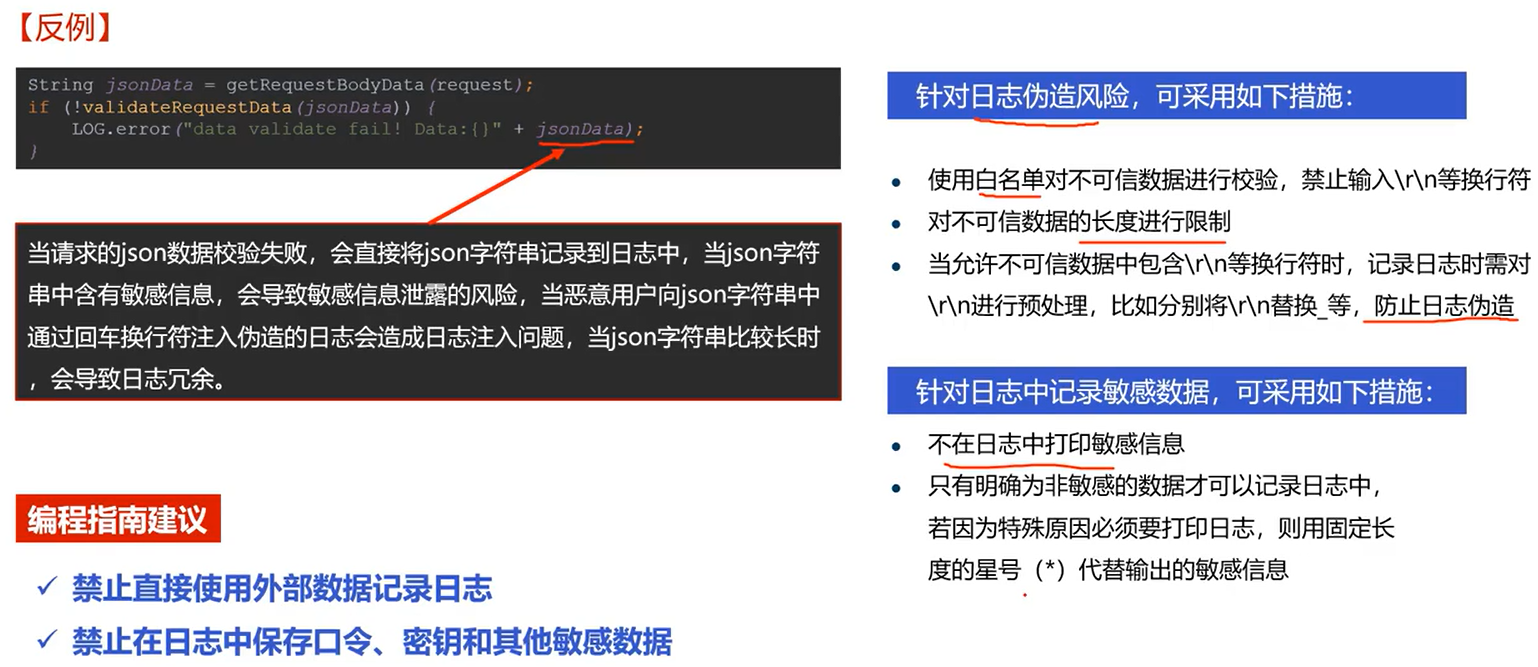 【反例】
String jsonData = getRequestBodyData(request);
if (!validateRequestData(jsonData)) {
LOG.error("data validate fail! Data:{}" + jsonData);
}
当请求的json数据校验失败，会直接将json字符串记录到日志中，当json字符
串中含有敏感信息，会导致敏感信息泄露的风险，当恶意用户向json字符串中
通过回车换行符注入伪造的日志会造成日志注入问题，当json字符串比较长时
，会导致日志冗余。
编程指南建议
✓ 禁止直接使用外部数据记录日志
✓ 禁止在日志中保存口令、密钥和其他敏感数据
针对日志伪造风险，可采用如下措施：
• 使用白名单对不可信数据进行校验，禁止输入\r\n等换行符
• 对不可信数据的长度进行限制
• 当允许不可信数据中包含\r\n等换行符时，记录日志时需对
\r\n进行预处理，比如分别将\r\n替换_等，防止日志伪造
针对日志中记录敏感数据，可采用如下措施：
• 不在日志中打印敏感信息
• 只有明确为非敏感的数据才可以记录日志中，
若因为特殊原因必须要打印日志，则用固定长
度的星号（*）代替输出的敏感信息